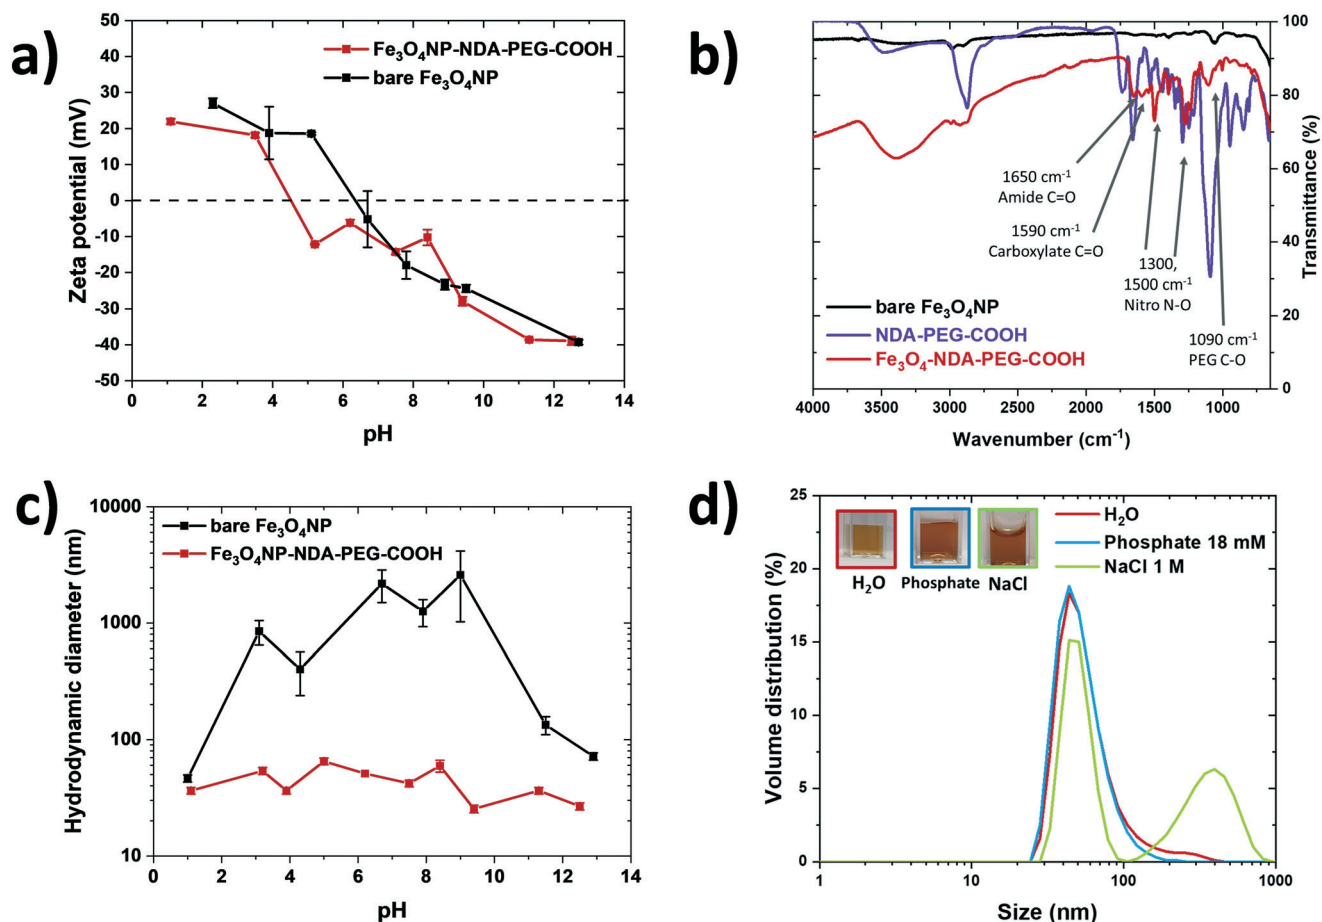 a)
Fe₃O₄NP-NDA-PEG-COOH
bare Fe₃O₄NP
Zeta potential (mV)
50
40
30
20
10
0
-10
-20
-30
-40
-50
0 2 4 6 8 10 12 14
pH
b)
1650 cm⁻¹
Amide C=O
1590 cm⁻¹
Carboxylate C=O
1300,
1500 cm⁻¹
Nitro N-O
1090 cm⁻¹
PEG C-O
bare Fe₃O₄NP
NDA-PEG-COOH
Fe₃O₄-NDA-PEG-COOH
100
80
60
40
20
0
Transmittance (%)
4000 3500 3000 2500 2000 1500 1000
Wavenumber (cm⁻¹)
c)
bare Fe₃O₄NP
Fe₃O₄NP-NDA-PEG-COOH
Hydrodynamic diameter (nm)
10000
1000
100
10
0 2 4 6 8 10 12 14
pH
d)
H₂O
Phosphate 18 mM
NaCl 1 M
H₂O Phosphate NaCl
Volume distribution (%)
25
20
15
10
5
0
1 10 100 1000
Size (nm)